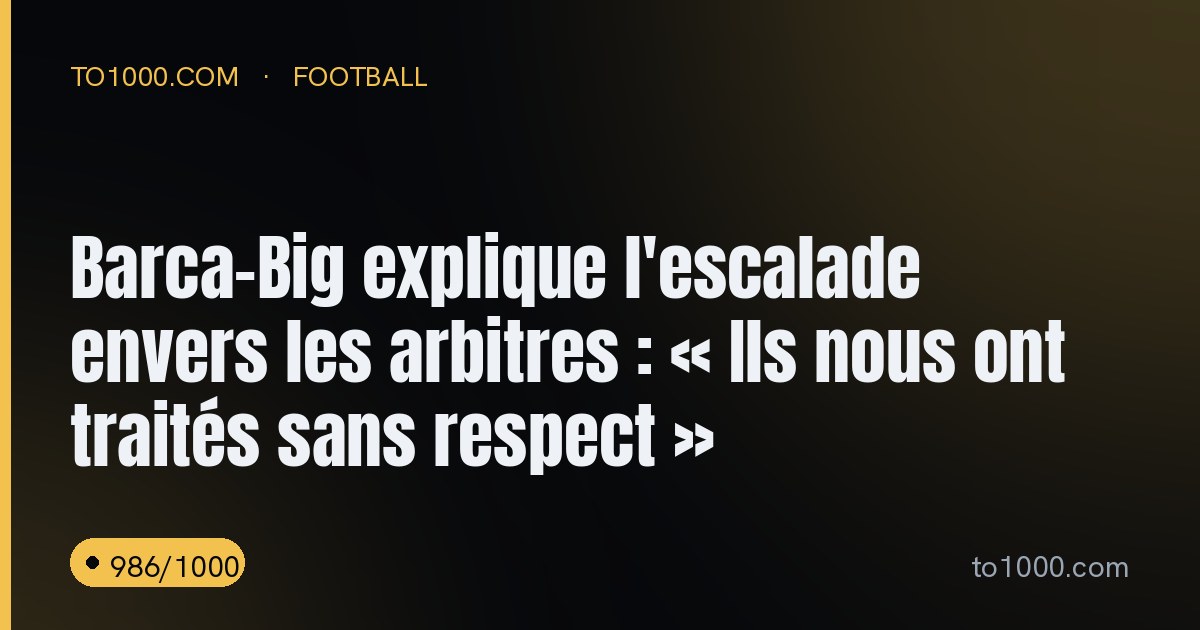 TO1000.COM · FOOTBALL
Barca-Big explique l'escalade
envers les arbitres : « Ils nous ont
traités sans respect »
986/1000
to1000.com